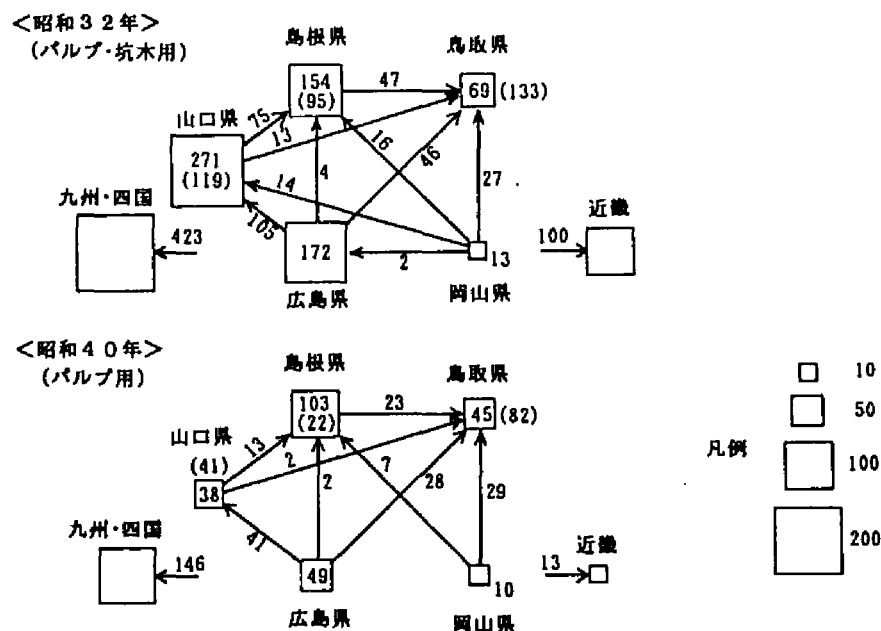 <昭和32年>
(パルプ・坑木用)
島根県
鳥取県
154
(95)
47
69
(133)
山口県
75
13
16
46
271
(119)
4
14
27
九州・四国
105
近畿
423
172
2
13
100
広島県
岡山県
<昭和40年>
(パルプ用)
島根県
鳥取県
103
(22)
23
45
(82)
10
50
山口県
(41)
13
2
7
38
2
28
29
凡例
100
九州・四国
41
近畿
146
49
10
13
200
広島県
岡山県